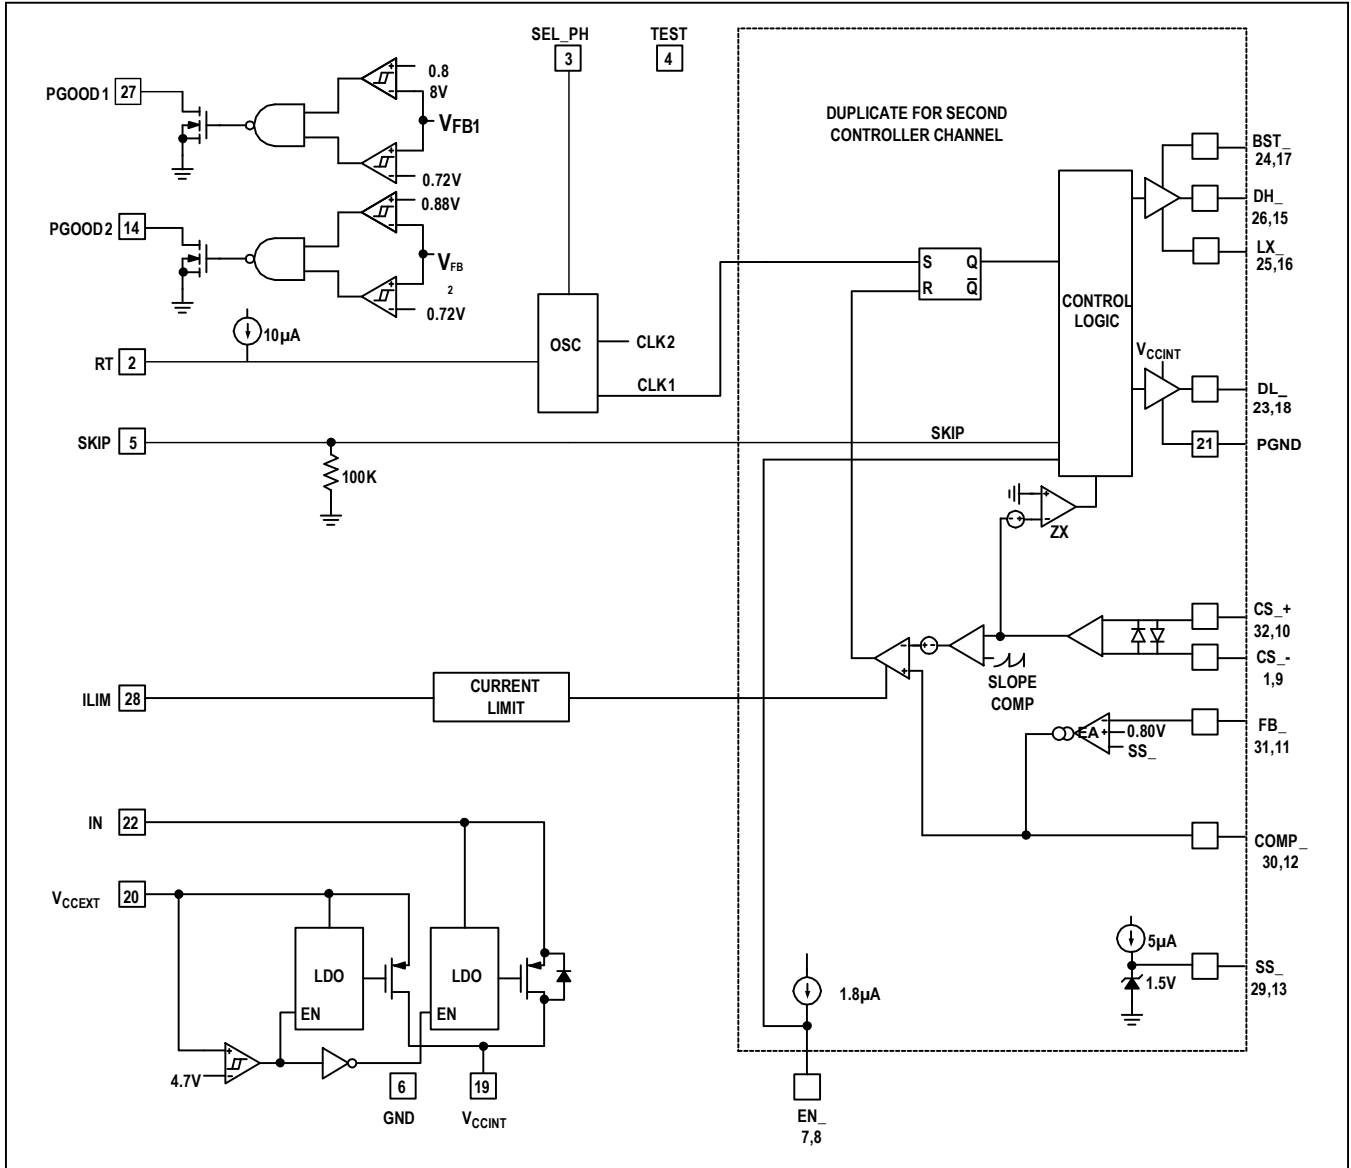 SEL_PH
3
TEST
4
PGOOD1 27
+
-
0.8
8V
VFB1
+
-
0.72V
PGOOD2 14
+
-
0.88V
VFB
2
+
-
0.72V
10µA
RT 2
OSC
CLK2
CLK1
SKIP 5
100K
SKIP
DUPLICATE FOR SECOND
CONTROLLER CHANNEL
S Q
R Q̅
CONTROL
LOGIC
BST_
24,17
DH_
26,15
LX_
25,16
VCCINT
DL_
23,18
21 PGND
+
-
- +
ZX
CS_+
32,10
CS_-
1,9
-
+
+ -
SLOPE
COMP
ILIM 28
CURRENT
LIMIT
-
EA + 0.80V
SS_
FB_
31,11
COMP_
30,12
IN 22
VCCEXT 20
LDO
EN
LDO
EN
+
-
4.7V
6
GND
19
VCCINT
1.8µA
EN_
7,8
5µA
1.5V
SS_
29,13